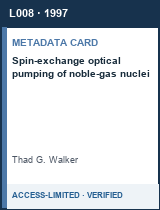 L008 · 1997
METADATA CARD
Spin-exchange optical
pumping of noble-gas nuclei
Thad G. Walker
ACCESS-LIMITED · VERIFIED